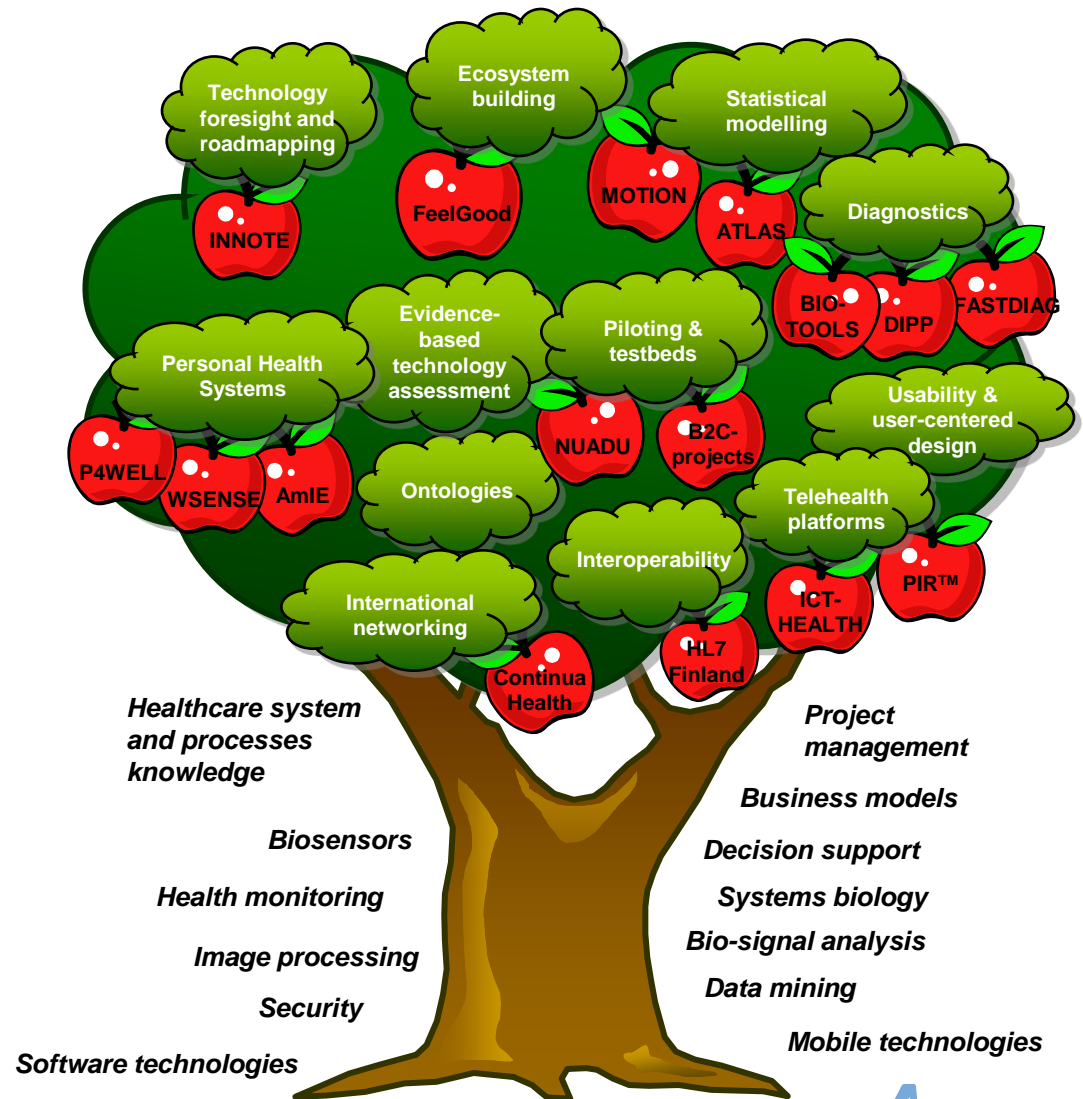 Technology
foresight and
roadmapping
Ecosystem
building
Statistical
modelling
INNOTE
FeelGood
MOTION
ATLAS
Diagnostics
BIO-
TOOLS
DIPP
FASTDIAG
Personal Health
Systems
Evidence-
based
technology
assessment
Piloting &
testbeds
Usability &
user-centered
design
P4WELL
WSENSE
AmIE
NUADU
B2C-
projects
Ontologies
Telehealth
platforms
Interoperability
PIR™
ICT-
HEALTH
International
networking
Continua
Health
HL7
Finland
Healthcare system
and processes
knowledge
Biosensors
Health monitoring
Image processing
Security
Software technologies
Project
management
Business models
Decision support
Systems biology
Bio-signal analysis
Data mining
Mobile technologies